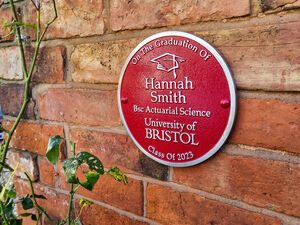 On The Graduation Of
Hannah
Smith
Bsc Actuarial Science
University of
BRISTOL
Class Of 2023